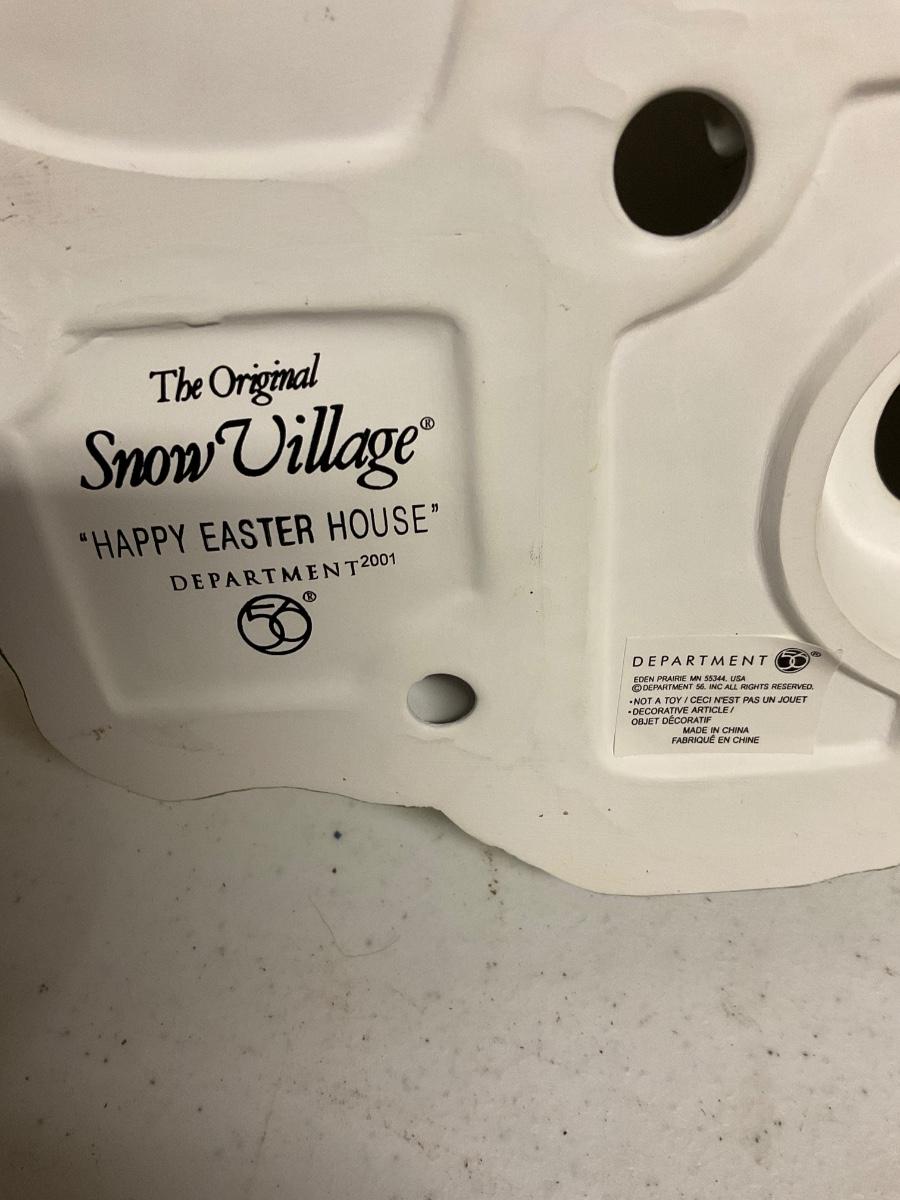 The Original
Snow Village®
"HAPPY EASTER HOUSE"
DEPARTMENT 2001
56®
DEPARTMENT 56®
EDEN PRAIRIE MN 55344, USA
©DEPARTMENT 56, INC ALL RIGHTS RESERVED.
•NOT A TOY / CECI N'EST PAS UN JOUET
•DECORATIVE ARTICLE /
OBJET DÉCORATIF
MADE IN CHINA
FABRIQUÉ EN CHINE